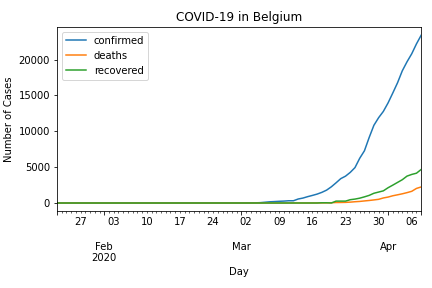 COVID-19 in Belgium
confirmed
deaths
recovered
Number of Cases
20000
15000
10000
5000
0
27 03 10 17 24 02 09 16 23 30 06
Feb Mar Apr
2020
Day